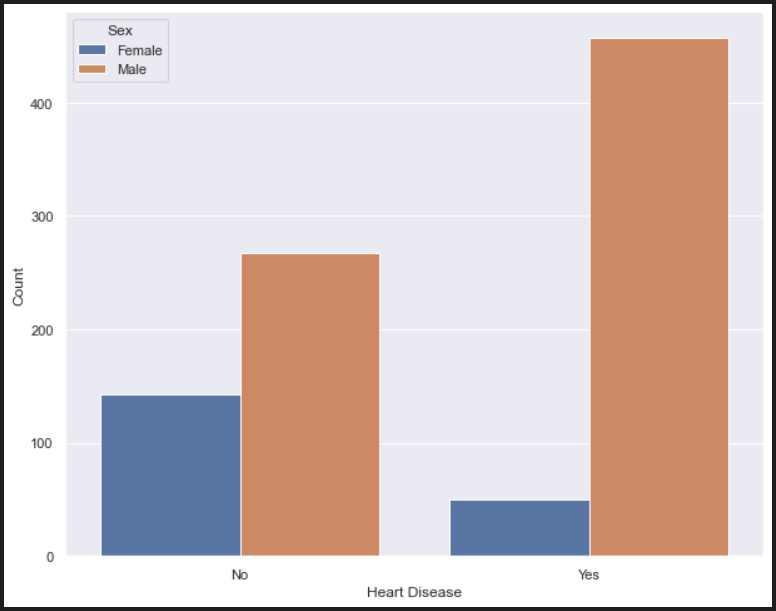 Sex
Female
Male
400
300
200
100
0
Count
No
Yes
Heart Disease